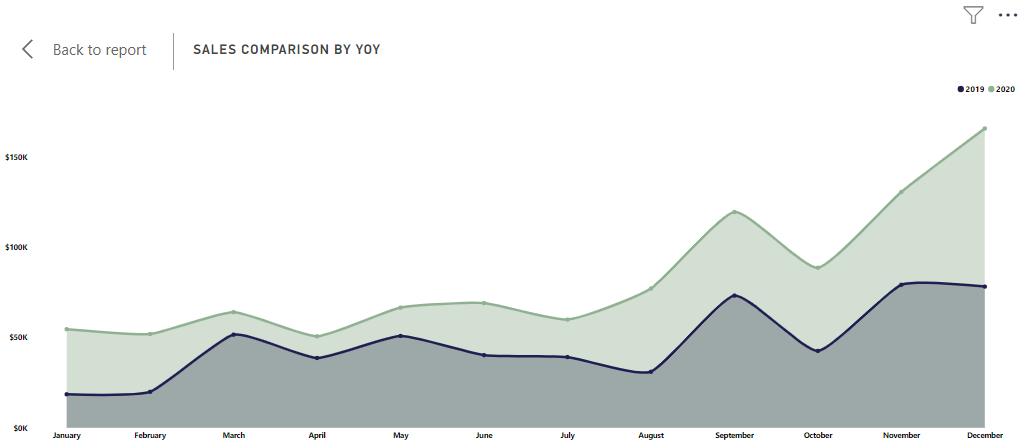 Back to report
SALES COMPARISON BY YOY
2019 2020
$150K
$100K
$50K
$0K
January February March April May June July August September October November December